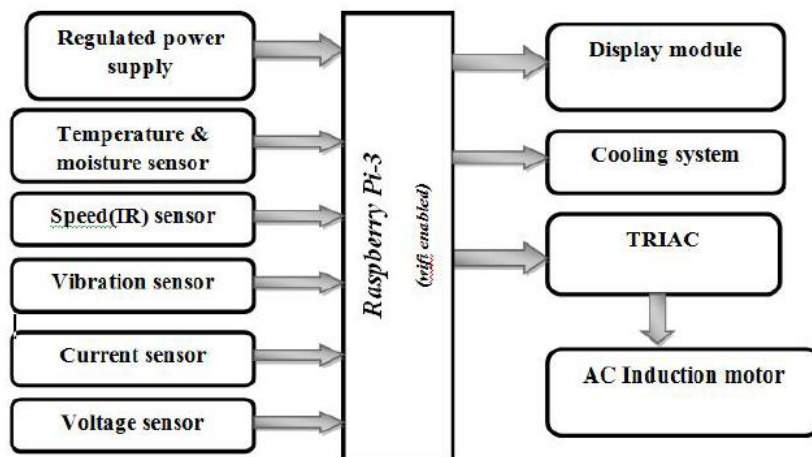 Regulated power
supply
Temperature &
moisture sensor
Speed(IR) sensor
Vibration sensor
Current sensor
Voltage sensor
Raspberry Pi-3
(wifi enabled)
Display module
Cooling system
TRIAC
AC Induction motor